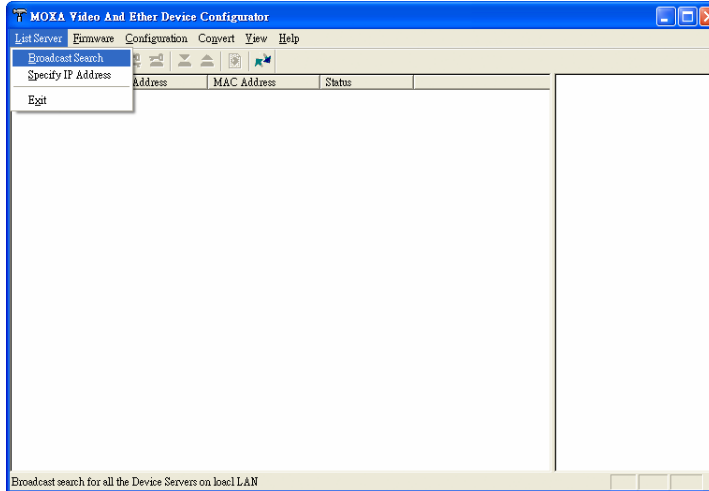 MOXA Video And Ether Device Configurator
List Server Firmware Configuration Convert View Help
Broadcast Search
Specify IP Address
Exit
Address MAC Address Status
Broadcast search for all the Device Servers on loacl LAN